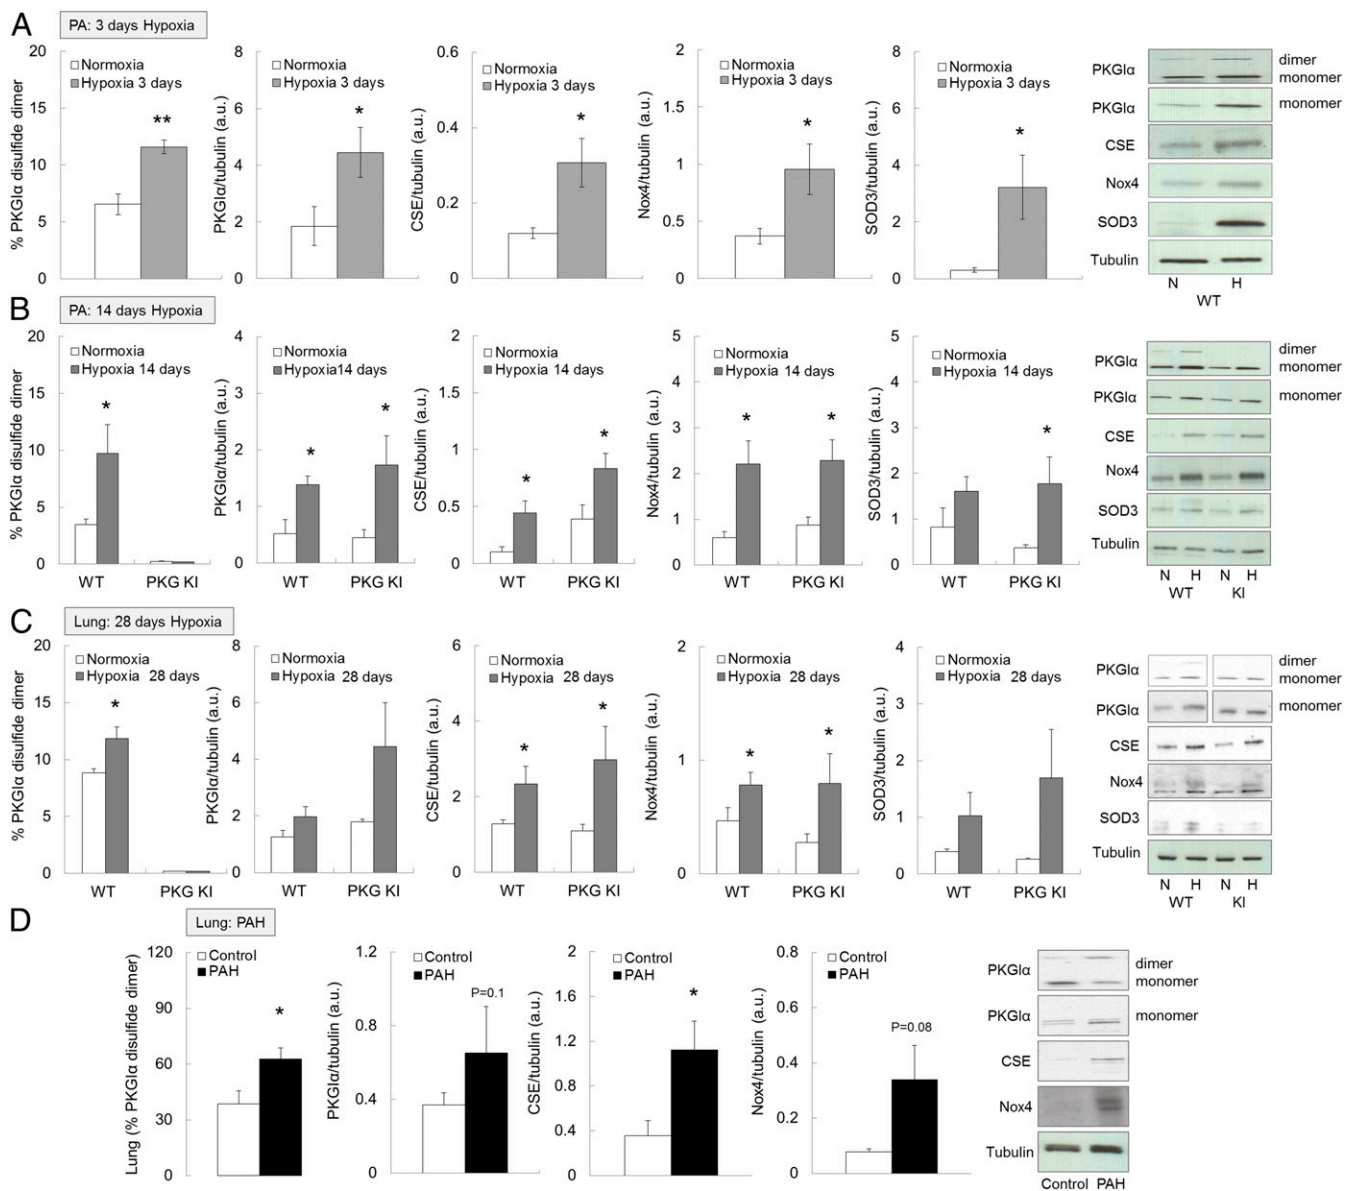 A
PA: 3 days Hypoxia
% PKGIα disulfide dimer
20
15
10
5
0
Normoxia
Hypoxia 3 days
**
PKGIα/tubulin (a.u.)
8
6
4
2
0
Normoxia
Hypoxia 3 days
*
CSE/tubulin (a.u.)
0.6
0.4
0.2
0
Normoxia
Hypoxia 3 days
*
Nox4/tubulin (a.u.)
2
1.5
1
0.5
0
Normoxia
Hypoxia 3 days
*
SOD3/tubulin (a.u.)
8
6
4
2
0
Normoxia
Hypoxia 3 days
*
PKGIα dimer
monomer
PKGIα monomer
CSE
Nox4
SOD3
Tubulin
N H
WT
B
PA: 14 days Hypoxia
% PKGIα disulfide dimer
20
15
10
5
0
Normoxia
Hypoxia 14 days
*
WT PKG KI
PKGIα/tubulin (a.u.)
4
3
2
1
0
Normoxia
Hypoxia14 days
* *
WT PKG KI
CSE/tubulin (a.u.)
2
1.5
1
0.5
0
Normoxia
Hypoxia 14 days
* *
WT PKG KI
Nox4/tubulin (a.u.)
5
4
3
2
1
0
Normoxia
Hypoxia 14 days
* *
WT PKG KI
SOD3/tubulin (a.u.)
5
4
3
2
1
0
Normoxia
Hypoxia 14 days
*
WT PKG KI
PKGIα dimer
monomer
PKGIα monomer
CSE
Nox4
SOD3
Tubulin
N H N H
WT KI
C
Lung: 28 days Hypoxia
% PKGIα disulfide dimer
20
15
10
5
0
Normoxia
Hypoxia 28 days
*
WT PKG KI
PKGIα/tubulin (a.u.)
8
6
4
2
0
Normoxia
Hypoxia 28 days
WT PKG KI
CSE/tubulin (a.u.)
6
4
2
0
Normoxia
Hypoxia 28 days
* *
WT PKG KI
Nox4/tubulin (a.u.)
2
1
0
Normoxia
Hypoxia 28 days
* *
WT PKG KI
SOD3/tubulin (a.u.)
4
3
2
1
0
Normoxia
Hypoxia 28 days
WT PKG KI
PKGIα dimer
monomer
PKGIα monomer
CSE
Nox4
SOD3
Tubulin
N H N H
WT KI
D
Lung: PAH
Lung (% PKGIα disulfide dimer)
120
90
60
30
0
Control
PAH
*
PKGIα/tubulin (a.u.)
1.2
0.8
0.4
0
Control
PAH
P=0.1
CSE/tubulin (a.u.)
2
1.6
1.2
0.8
0.4
0
Control
PAH
*
Nox4/tubulin (a.u.)
0.8
0.6
0.4
0.2
0
Control
PAH
P=0.08
PKGIα dimer
monomer
PKGIα monomer
CSE
Nox4
Tubulin
Control PAH